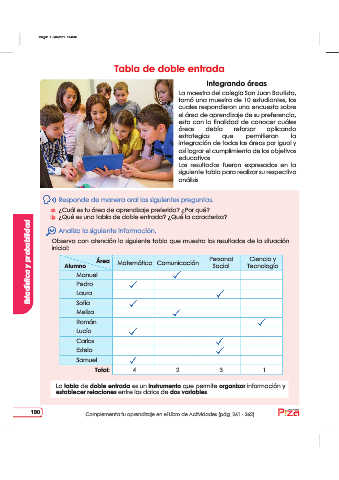 Tabla de doble entrada
Integrando áreas
La maestra del colegio San Juan Bautista,
tomó una muestra de 10 estudiantes, los
cuales respondieron una encuesta sobre
el área de aprendizaje de su preferencia,
esto con la finalidad de conocer cuáles
áreas debía reforzar aplicando
estrategias que permitieran la
integración de todas las áreas por igual y
así lograr el cumplimiento de los objetivos
educativos
Los resultados fueron expresados en la
siguiente tabla para realizar su respectivo
análisis
Responde de manera oral las siguientes preguntas.
a. ¿Cuál es tu área de aprendizaje preferida? ¿Por qué?
b. ¿Qué es una tabla de doble entrada? ¿Qué la caracteriza?
Analiza la siguiente información.
Observa con atención la siguiente tabla que muestra los resultados de la situación
inicial:
Área
Alumno
Matemática Comunicación Personal Social Ciencia y Tecnología
Manuel ✓
Pedro ✓
Laura ✓
Sofía ✓
Meliza ✓
Román ✓
Lucía ✓
Carlos ✓
Estela ✓
Samuel ✓
Total: 4 2 3 1
La tabla de doble entrada es un instrumento que permite organizar información y
establecer relaciones entre los datos de dos variables.
Estadística y probabilidad
190
Complementa tu aprendizaje en el Libro de Actividades (pág. 261 - 262)